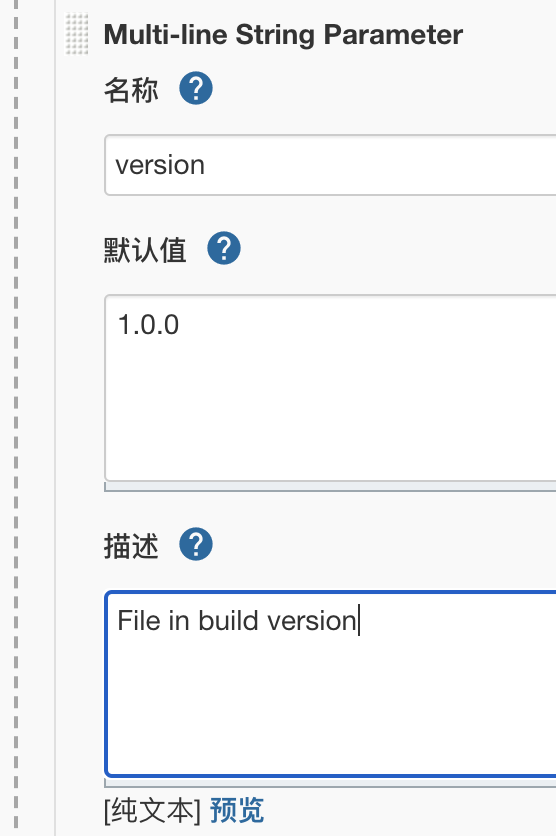 Multi-line String Parameter
名称 ?
version
默认值 ?
1.0.0
描述 ?
File in build version
[纯文本] 预览